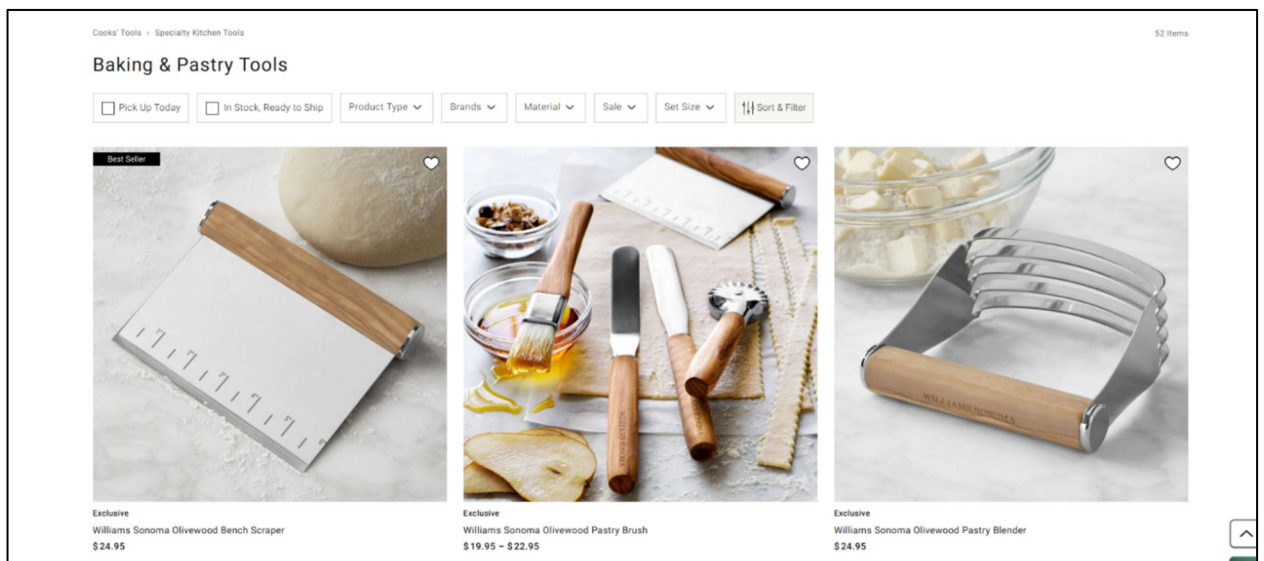 Cooks' Tools › Specialty Kitchen Tools
52 Items
Baking & Pastry Tools
Pick Up Today
In Stock, Ready to Ship
Product Type
Brands
Material
Sale
Set Size
Sort & Filter
Best Seller
WILLIAMS SONOMA
Exclusive
Williams Sonoma Olivewood Bench Scraper
$24.95
Exclusive
Williams Sonoma Olivewood Pastry Brush
$19.95 – $22.95
Exclusive
Williams Sonoma Olivewood Pastry Blender
$24.95